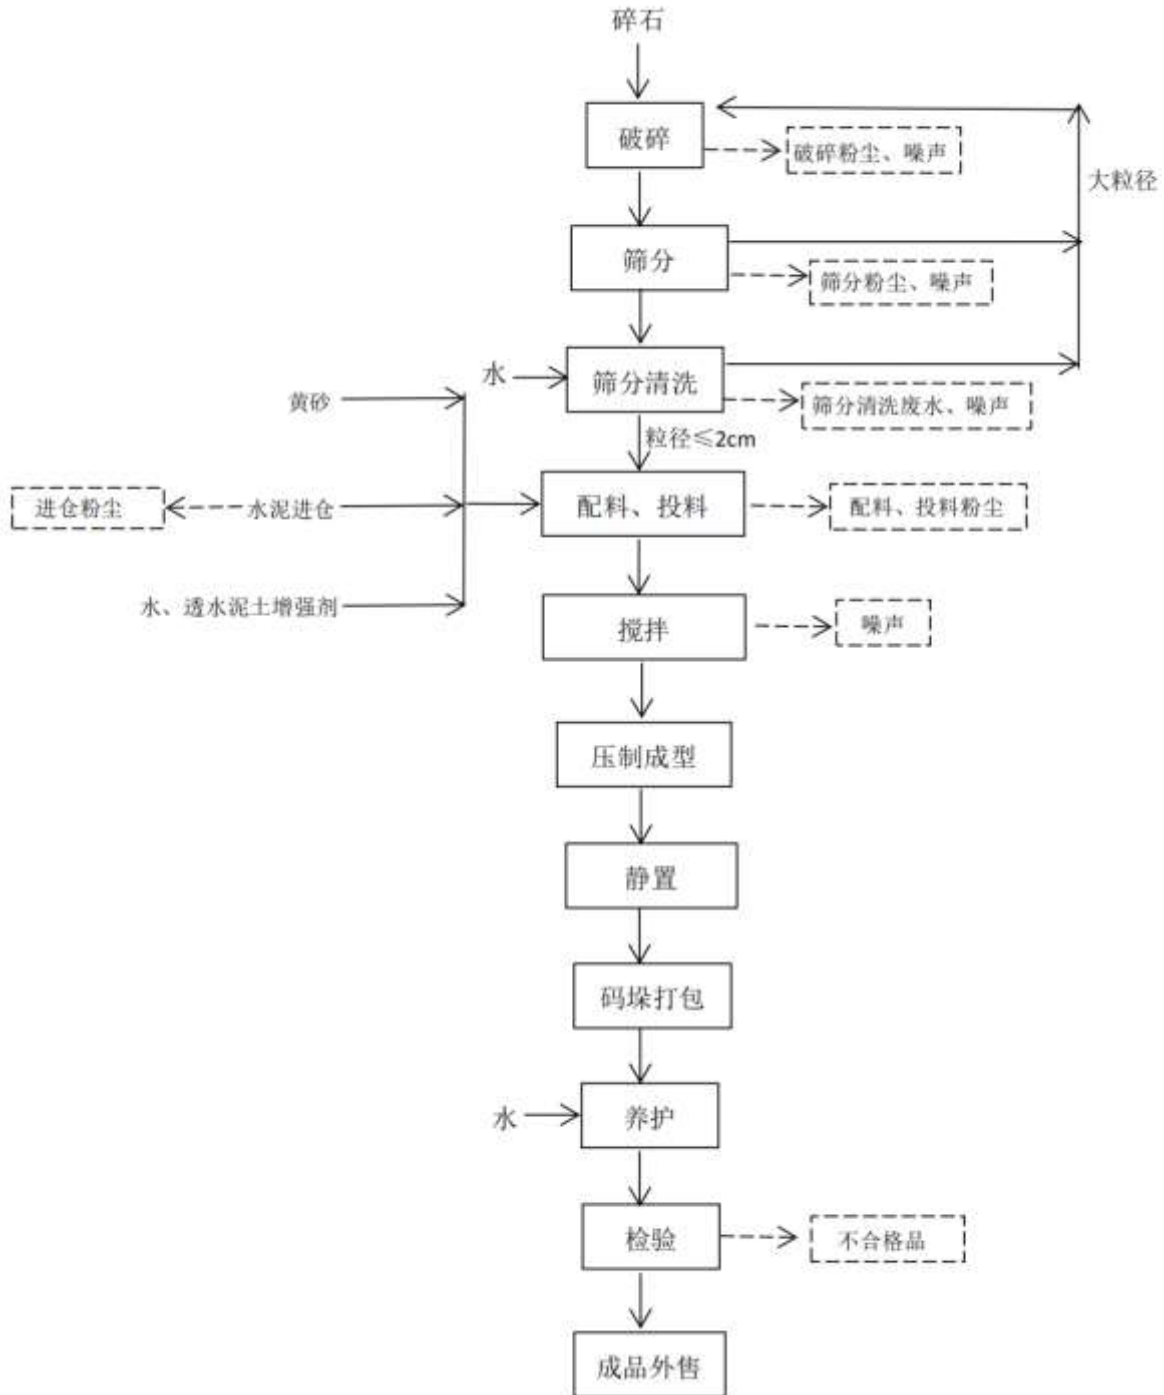 碎石
破碎
破碎粉尘、噪声
大粒径
筛分
筛分粉尘、噪声
水
筛分清洗
筛分清洗废水、噪声
黄砂
粒径≤2cm
进仓粉尘
水泥进仓
配料、投料
配料、投料粉尘
水、透水泥土增强剂
搅拌
噪声
压制成型
静置
码垛打包
水
养护
检验
不合格品
成品外售